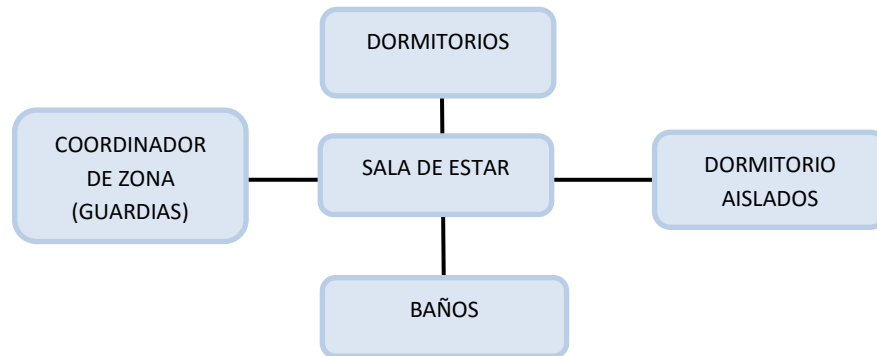 DORMITORIOS
COORDINADOR
DE ZONA
(GUARDIAS)
SALA DE ESTAR
DORMITORIO
AISLADOS
BAÑOS